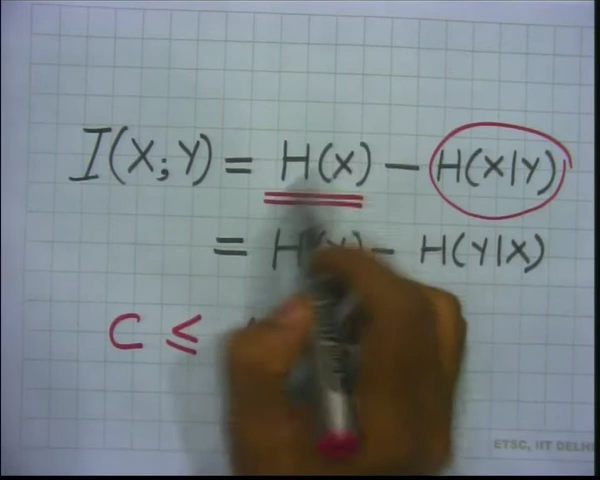 I(X;Y) = H(X) − H(X|Y)
= H(Y) − H(Y|X)
C ≤
ETSC, IIT DELHI